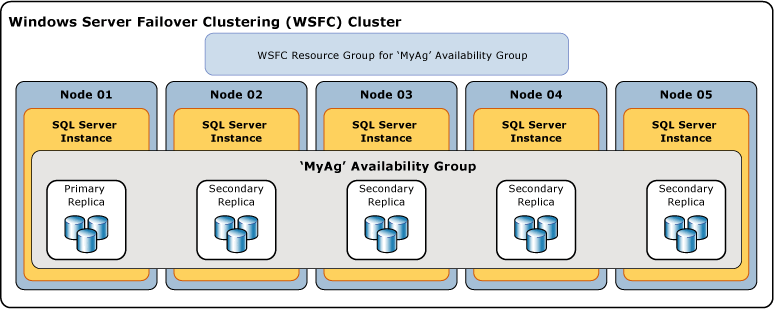 Windows Server Failover Clustering (WSFC) Cluster
WSFC Resource Group for ‘MyAg’ Availability Group
Node 01
Node 02
Node 03
Node 04
Node 05
SQL Server
Instance
SQL Server
Instance
SQL Server
Instance
SQL Server
Instance
SQL Server
Instance
‘MyAg’ Availability Group
Primary
Replica
Secondary
Replica
Secondary
Replica
Secondary
Replica
Secondary
Replica